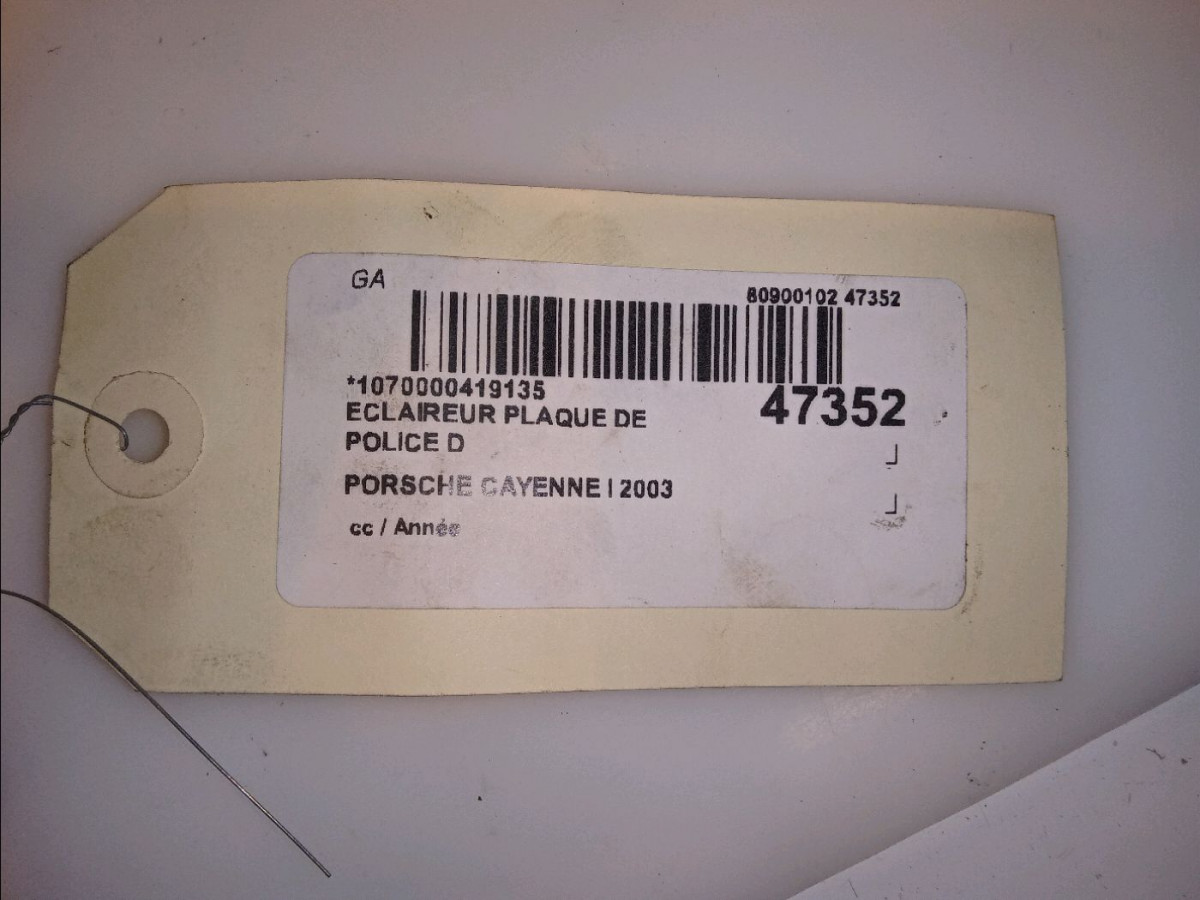 GA
80900102 47352
*1070000419135
47352
ECLAIREUR PLAQUE DE
POLICE D
PORSCHE CAYENNE I 2003
cc / Année